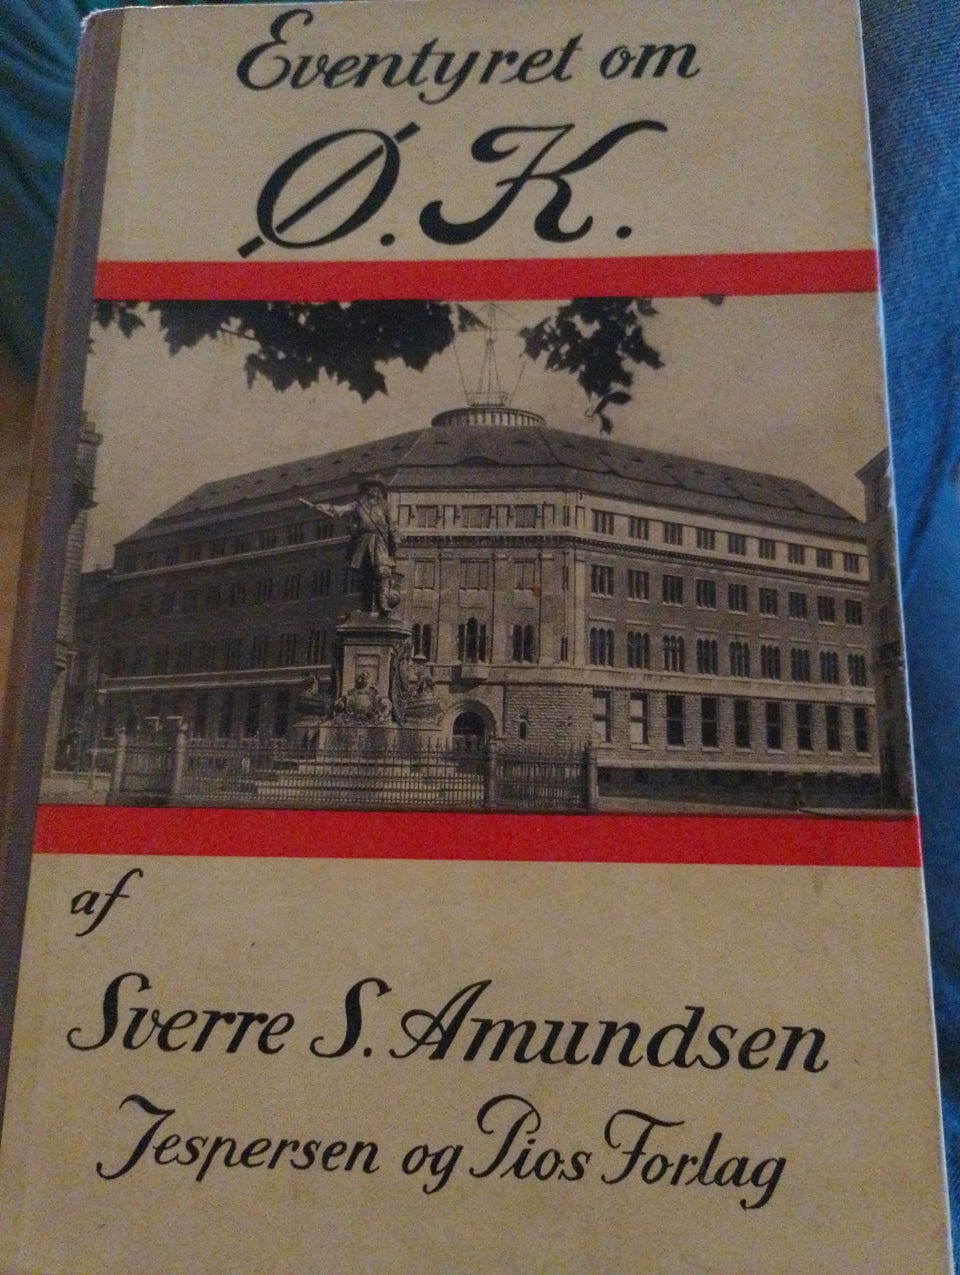 Eventyret om
Ø.K.
af
Sverre S. Amundsen
Jespersen og Pios Forlag